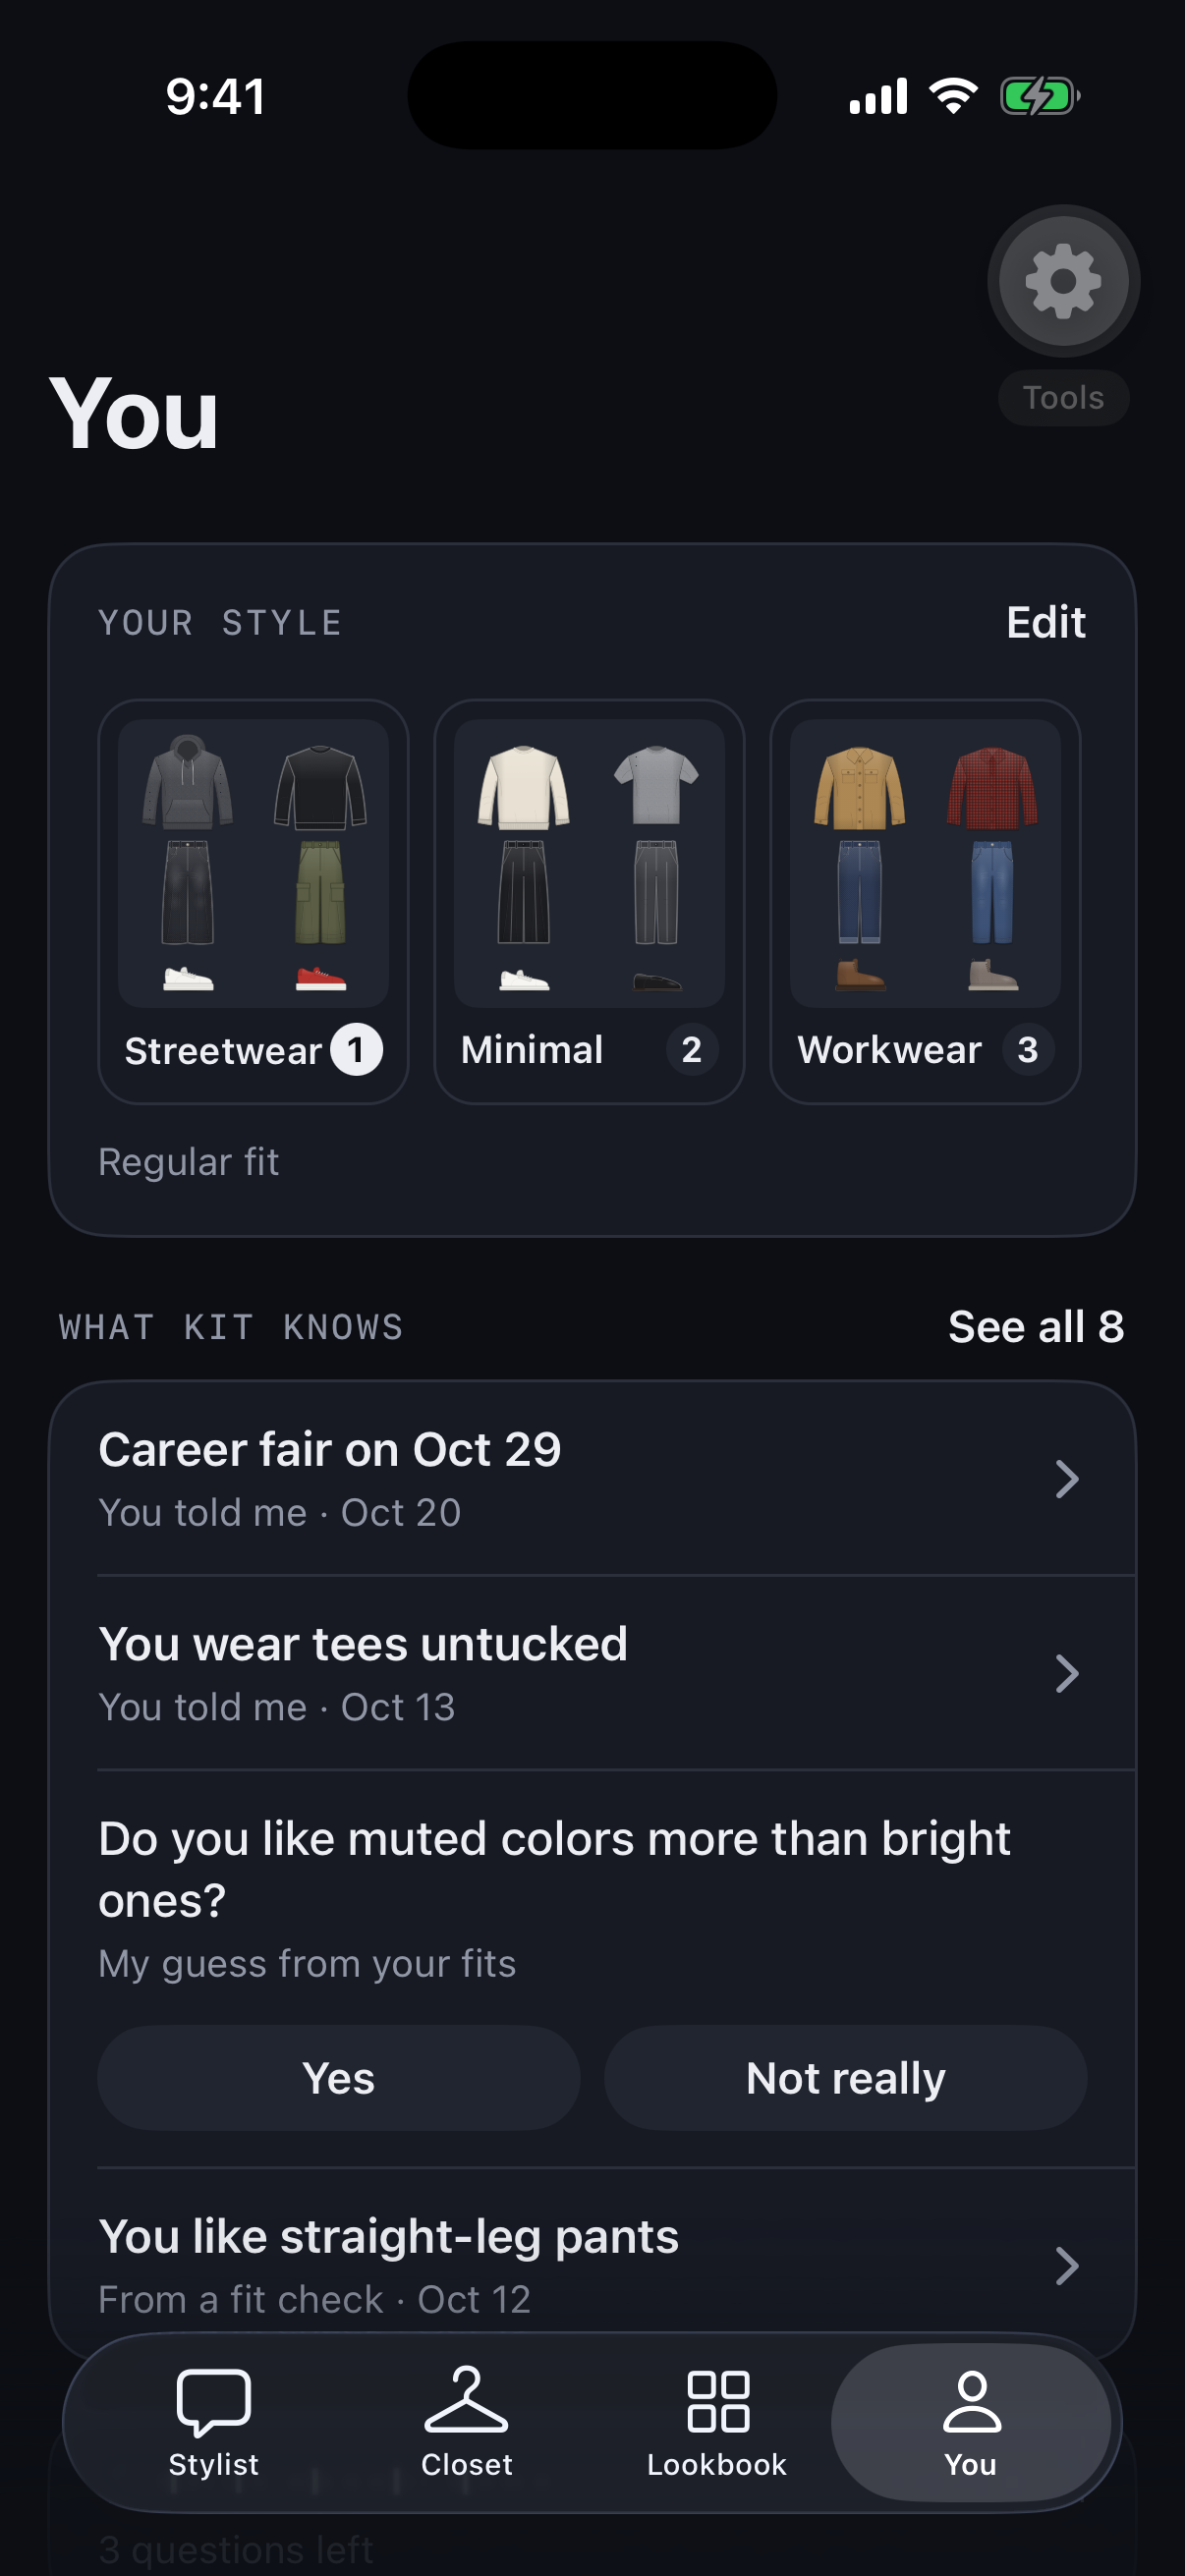 9:41
Tools
You
YOUR STYLE
Edit
Streetwear 1
Minimal 2
Workwear 3
Regular fit
WHAT KIT KNOWS
See all 8
Career fair on Oct 29
You told me · Oct 20
You wear tees untucked
You told me · Oct 13
Do you like muted colors more than bright
ones?
My guess from your fits
Yes
Not really
You like straight-leg pants
From a fit check · Oct 12
Stylist
Closet
Lookbook
You
3 questions left